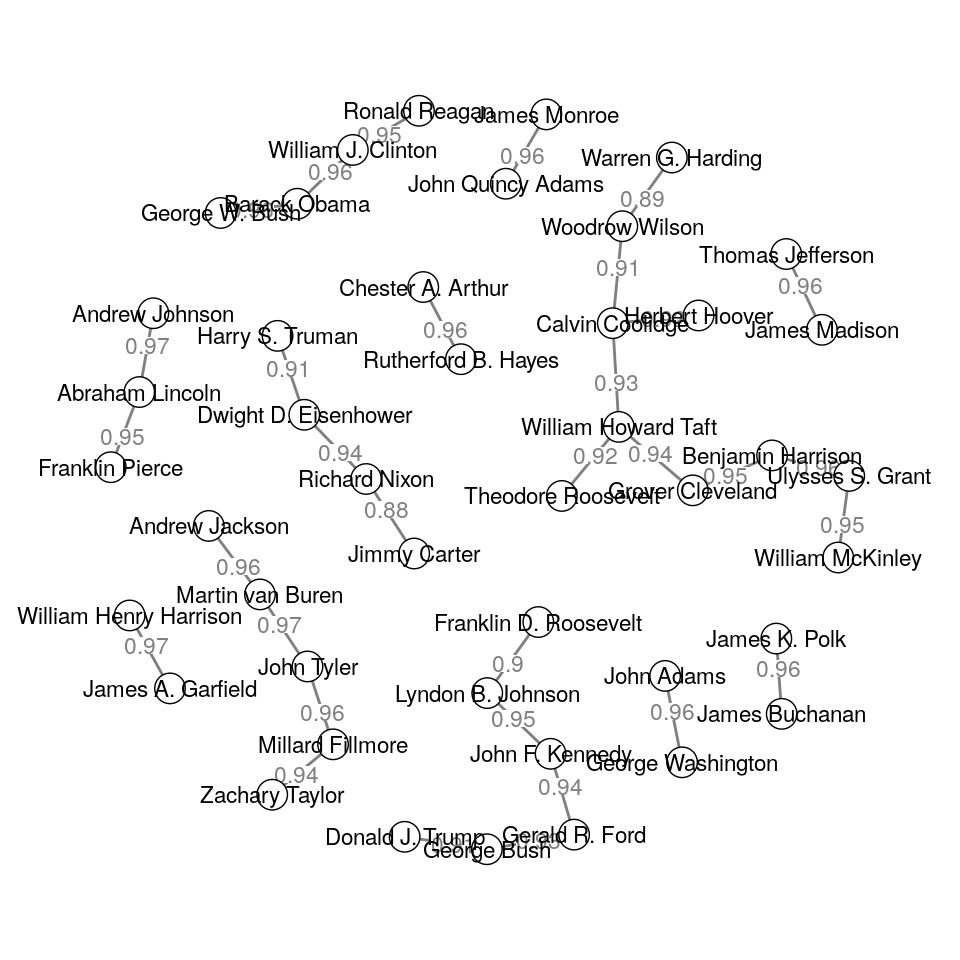 Ronald Reagan
James Monroe
0.95
William J. Clinton
0.96
Warren G. Harding
0.96
John Quincy Adams
0.89
Barack Obama
George W. Bush
Woodrow Wilson
Thomas Jefferson
0.91
0.96
Chester A. Arthur
Andrew Johnson
Herbert Hoover
Calvin Coolidge
James Madison
0.96
Harry S. Truman
0.97
Rutherford B. Hayes
0.91
0.93
Abraham Lincoln
Dwight D. Eisenhower
William Howard Taft
0.95
0.94
0.92
0.94
Benjamin Harrison
0.96
Franklin Pierce
Richard Nixon
0.95
Ulysses S. Grant
Theodore Roosevelt
Grover Cleveland
0.88
Andrew Jackson
0.95
Jimmy Carter
William McKinley
0.96
Martin van Buren
William Henry Harrison
0.97
Franklin D. Roosevelt
0.97
James K. Polk
0.9
John Tyler
0.96
John Adams
James A. Garfield
Lyndon B. Johnson
0.96
0.95
0.96
James Buchanan
Millard Fillmore
John F. Kennedy
George Washington
0.94
0.94
Zachary Taylor
Donald J. Trump
Gerald R. Ford
George Bush